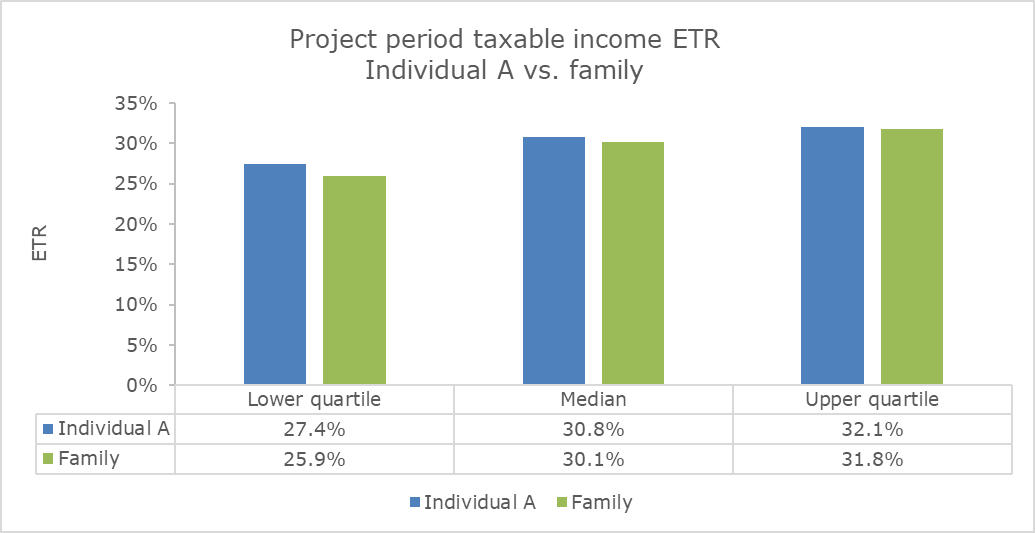 Project period taxable income ETR
Individual A vs. family
35%
30%
25%
20%
15%
10%
5%
0%
ETR
Lower quartile Median Upper quartile
Individual A 27.4% 30.8% 32.1%
Family 25.9% 30.1% 31.8%
Individual A Family